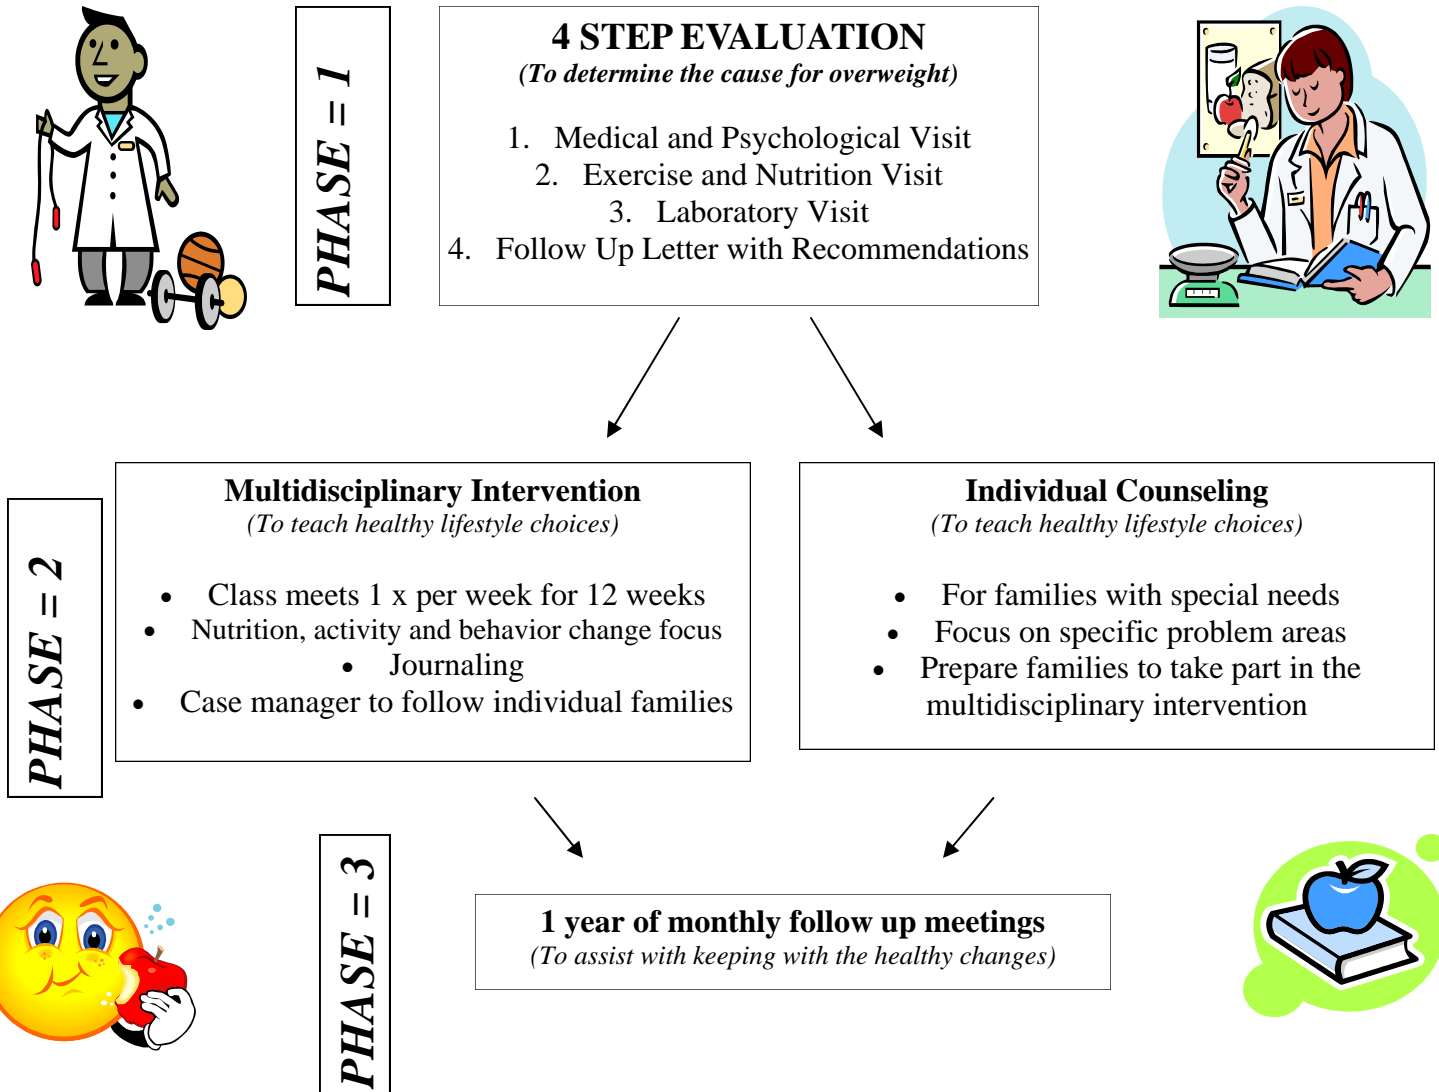 PHASE = 1
4 STEP EVALUATION
(To determine the cause for overweight)
1. Medical and Psychological Visit
2. Exercise and Nutrition Visit
3. Laboratory Visit
4. Follow Up Letter with Recommendations
PHASE = 2
Multidisciplinary Intervention
(To teach healthy lifestyle choices)
• Class meets 1 x per week for 12 weeks
• Nutrition, activity and behavior change focus
• Journaling
• Case manager to follow individual families
Individual Counseling
(To teach healthy lifestyle choices)
• For families with special needs
• Focus on specific problem areas
• Prepare families to take part in the
multidisciplinary intervention
PHASE = 3
1 year of monthly follow up meetings
(To assist with keeping with the healthy changes)